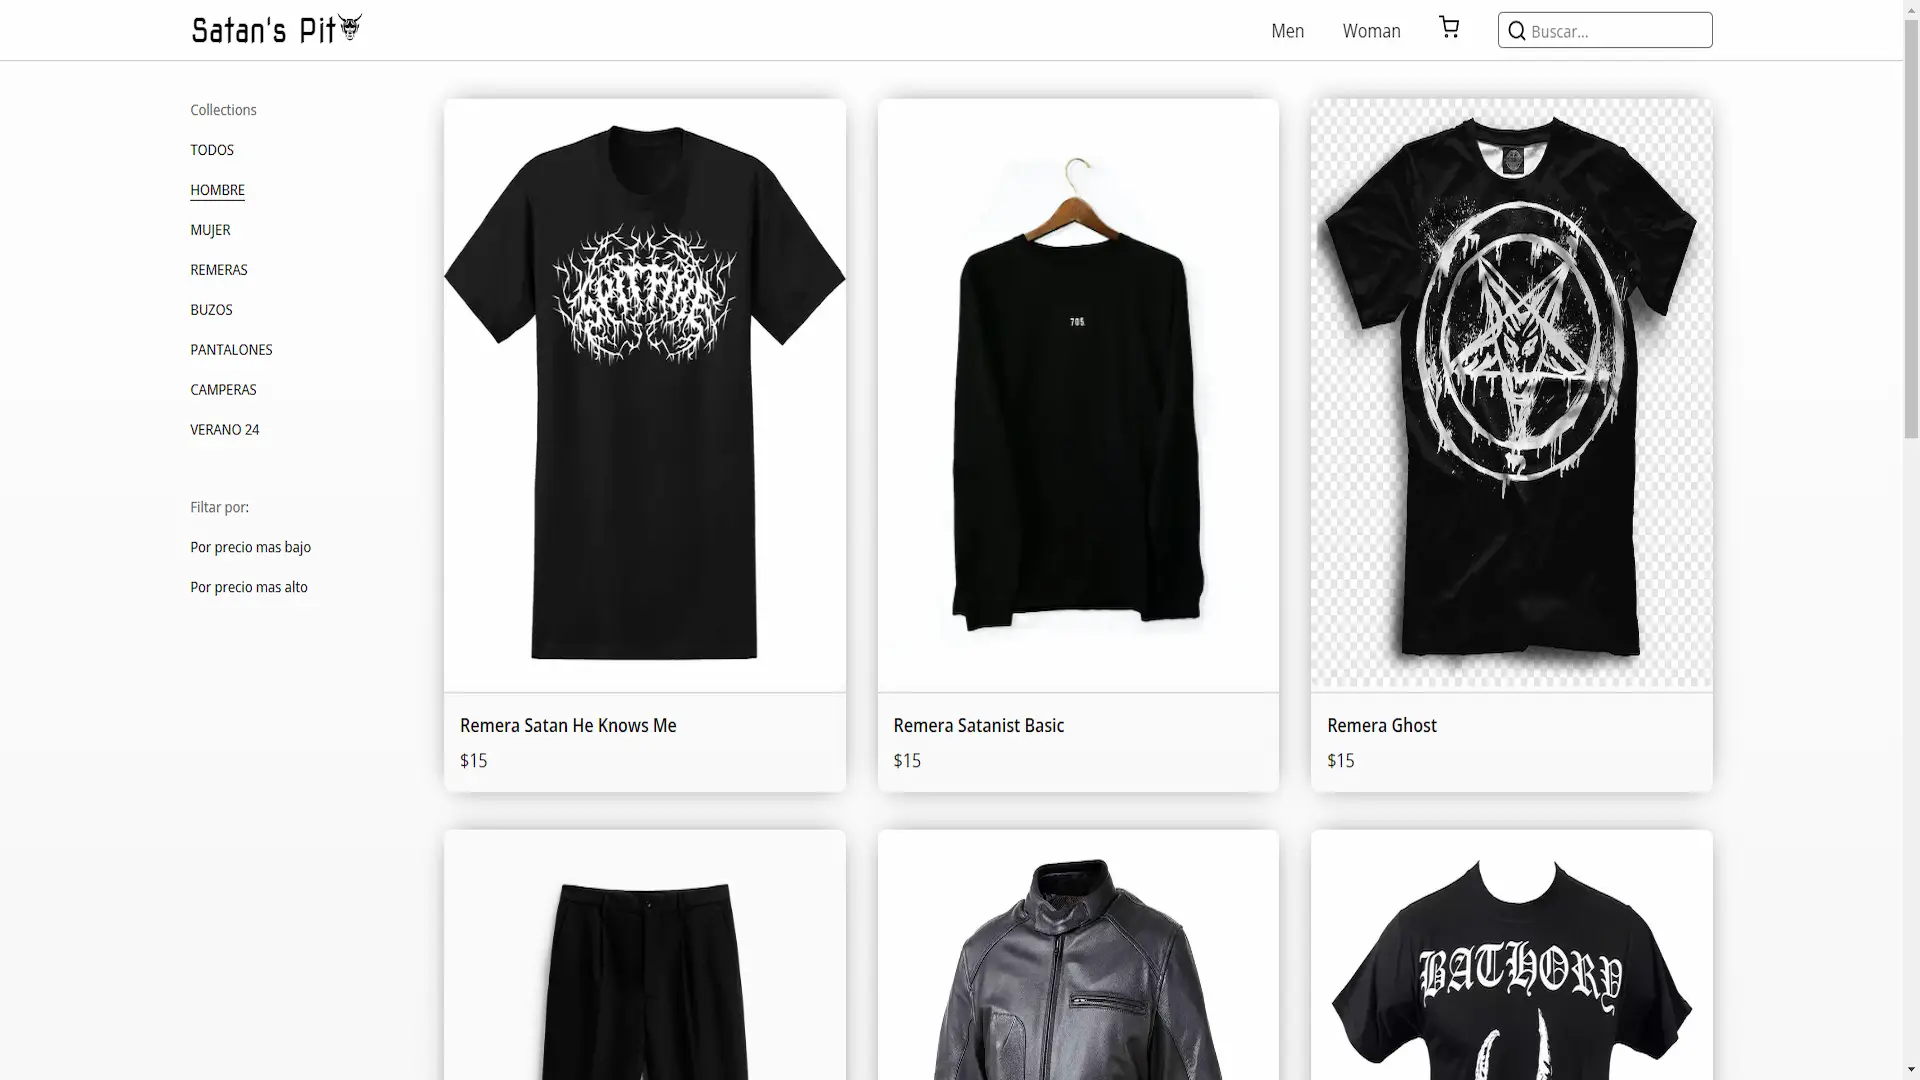 Satan's Pit
Men
Woman
Buscar...
Collections
TODOS
HOMBRE
MUJER
REMERAS
BUZOS
PANTALONES
CAMPERAS
VERANO 24
Filtar por:
Por precio mas bajo
Por precio mas alto
705
Remera Satan He Knows Me
$15
Remera Satanist Basic
$15
Remera Ghost
$15
BATHORY